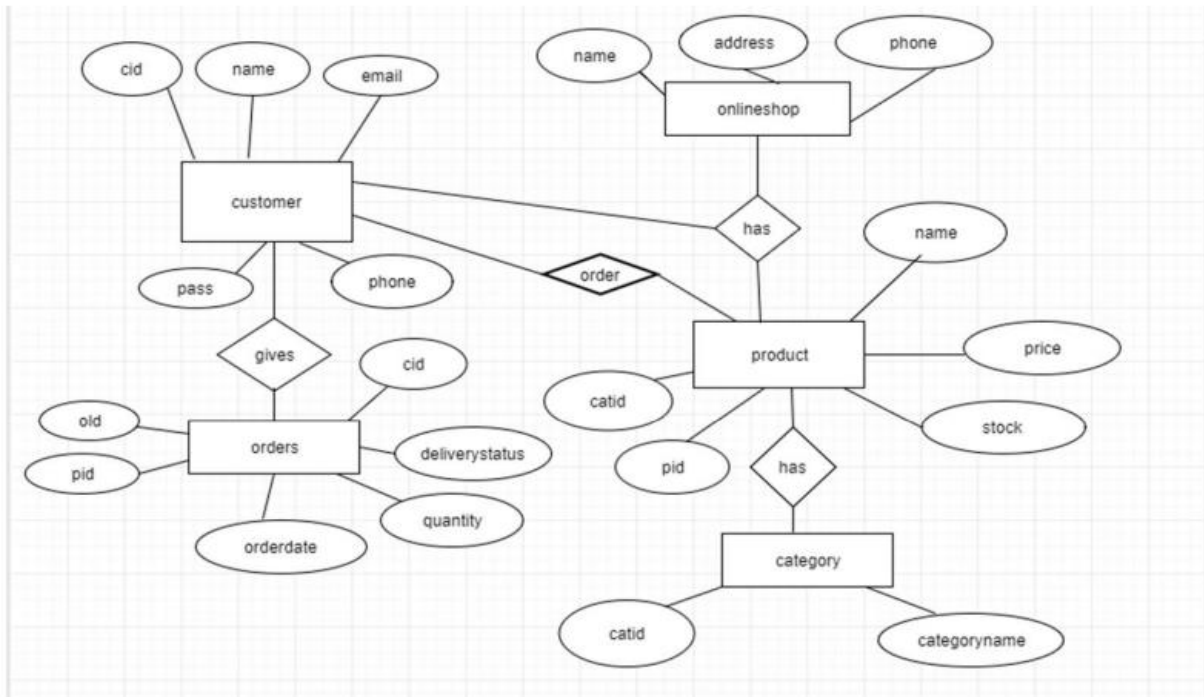 name
address
phone
cid
name
email
onlineshop
customer
has
name
order
pass
phone
gives
cid
product
price
catid
old
orders
deliverystatus
stock
pid
pid
has
quantity
orderdate
category
catid
categoryname